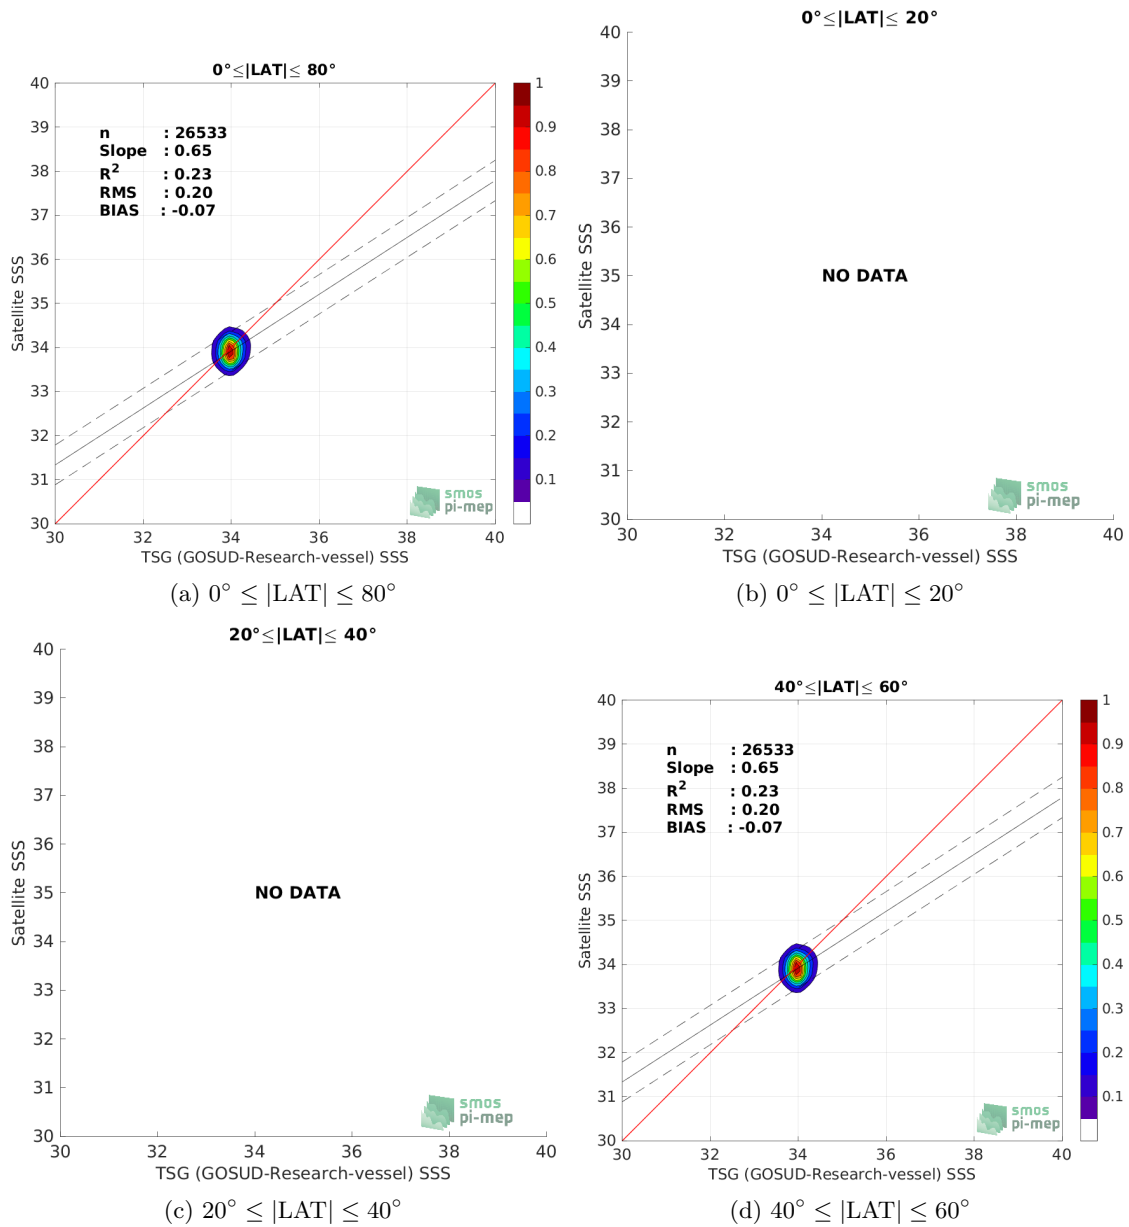 0°≤|LAT|≤ 80°
40
39
38
37
36
35
34
33
32
31
30
Satellite SSS
n : 26533
Slope : 0.65
R2 : 0.23
RMS : 0.20
BIAS : -0.07
smos
pi-mep
30 32 34 36 38 40
TSG (GOSUD-Research-vessel) SSS
1
0.9
0.8
0.7
0.6
0.5
0.4
0.3
0.2
0.1
(a) 0° ≤ |LAT| ≤ 80°
0°≤|LAT|≤ 20°
40
39
38
37
36
35
34
33
32
31
30
Satellite SSS
NO DATA
smos
pi-mep
30 32 34 36 38 40
TSG (GOSUD-Research-vessel) SSS
(b) 0° ≤ |LAT| ≤ 20°
20°≤|LAT|≤ 40°
40
39
38
37
36
35
34
33
32
31
30
Satellite SSS
NO DATA
smos
pi-mep
30 32 34 36 38 40
TSG (GOSUD-Research-vessel) SSS
(c) 20° ≤ |LAT| ≤ 40°
40°≤|LAT|≤ 60°
40
39
38
37
36
35
34
33
32
31
30
Satellite SSS
n : 26533
Slope : 0.65
R2 : 0.23
RMS : 0.20
BIAS : -0.07
smos
pi-mep
30 32 34 36 38 40
TSG (GOSUD-Research-vessel) SSS
1
0.9
0.8
0.7
0.6
0.5
0.4
0.3
0.2
0.1
(d) 40° ≤ |LAT| ≤ 60°